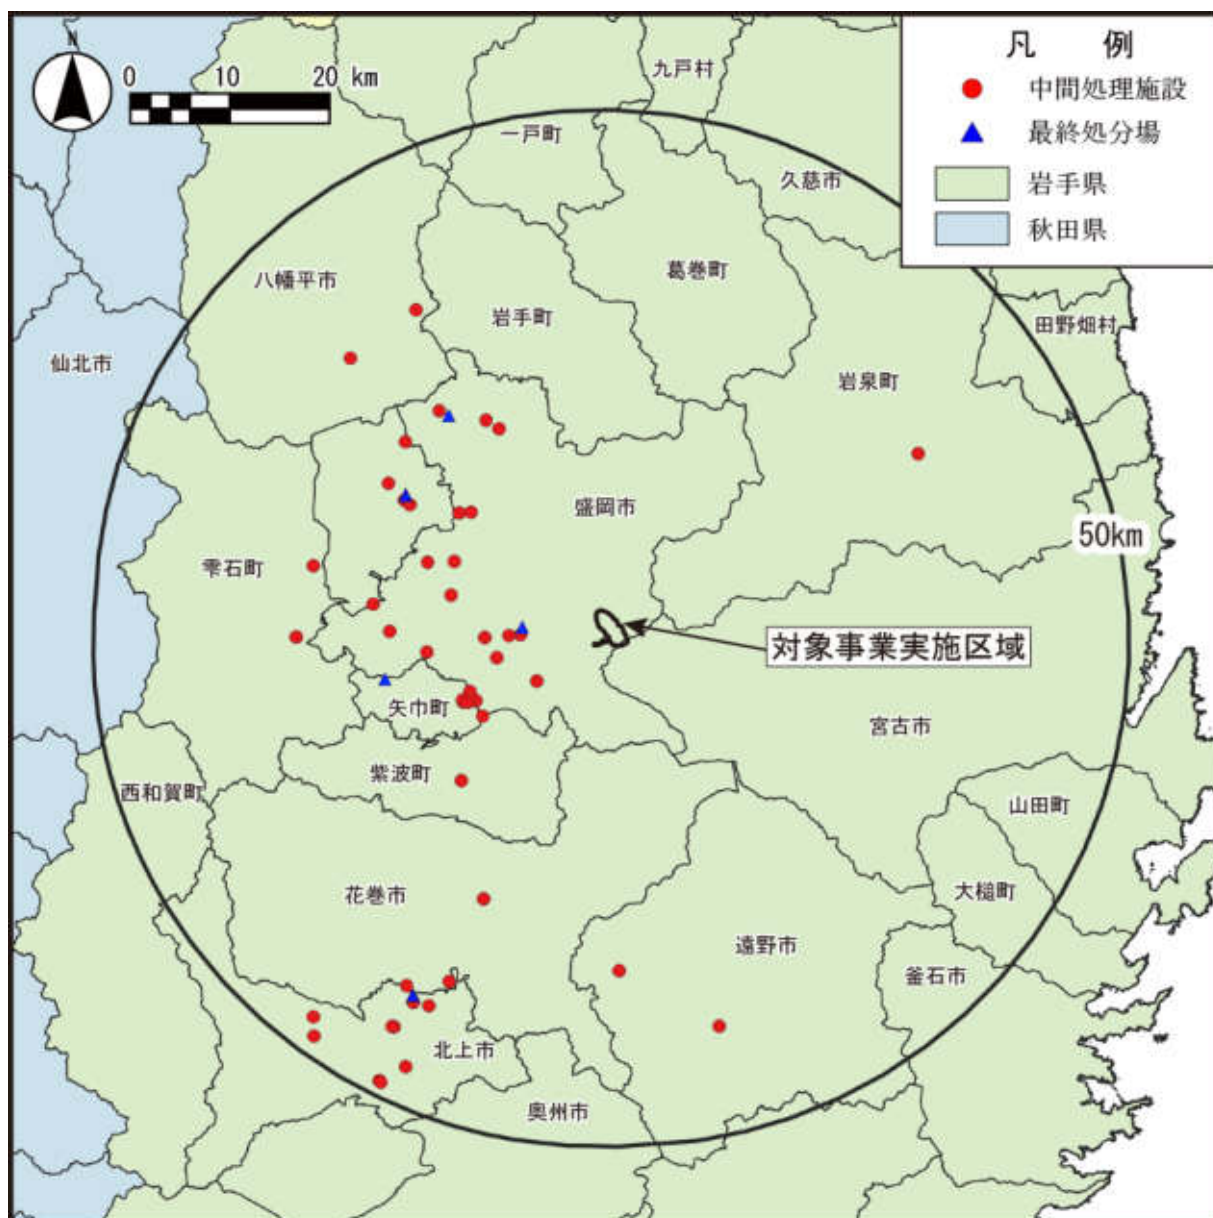 N
0 10 20 km
凡 例
中間処理施設
最終処分場
岩手県
秋田県
九戸村
一戸町
久慈市
八幡平市
葛巻町
岩手町
田野畑村
仙北市
岩泉町
盛岡市
50km
雫石町
対象事業実施区域
矢巾町
宮古市
紫波町
西和賀町
山田町
花巻市
大槌町
遠野市
釜石市
北上市
奥州市